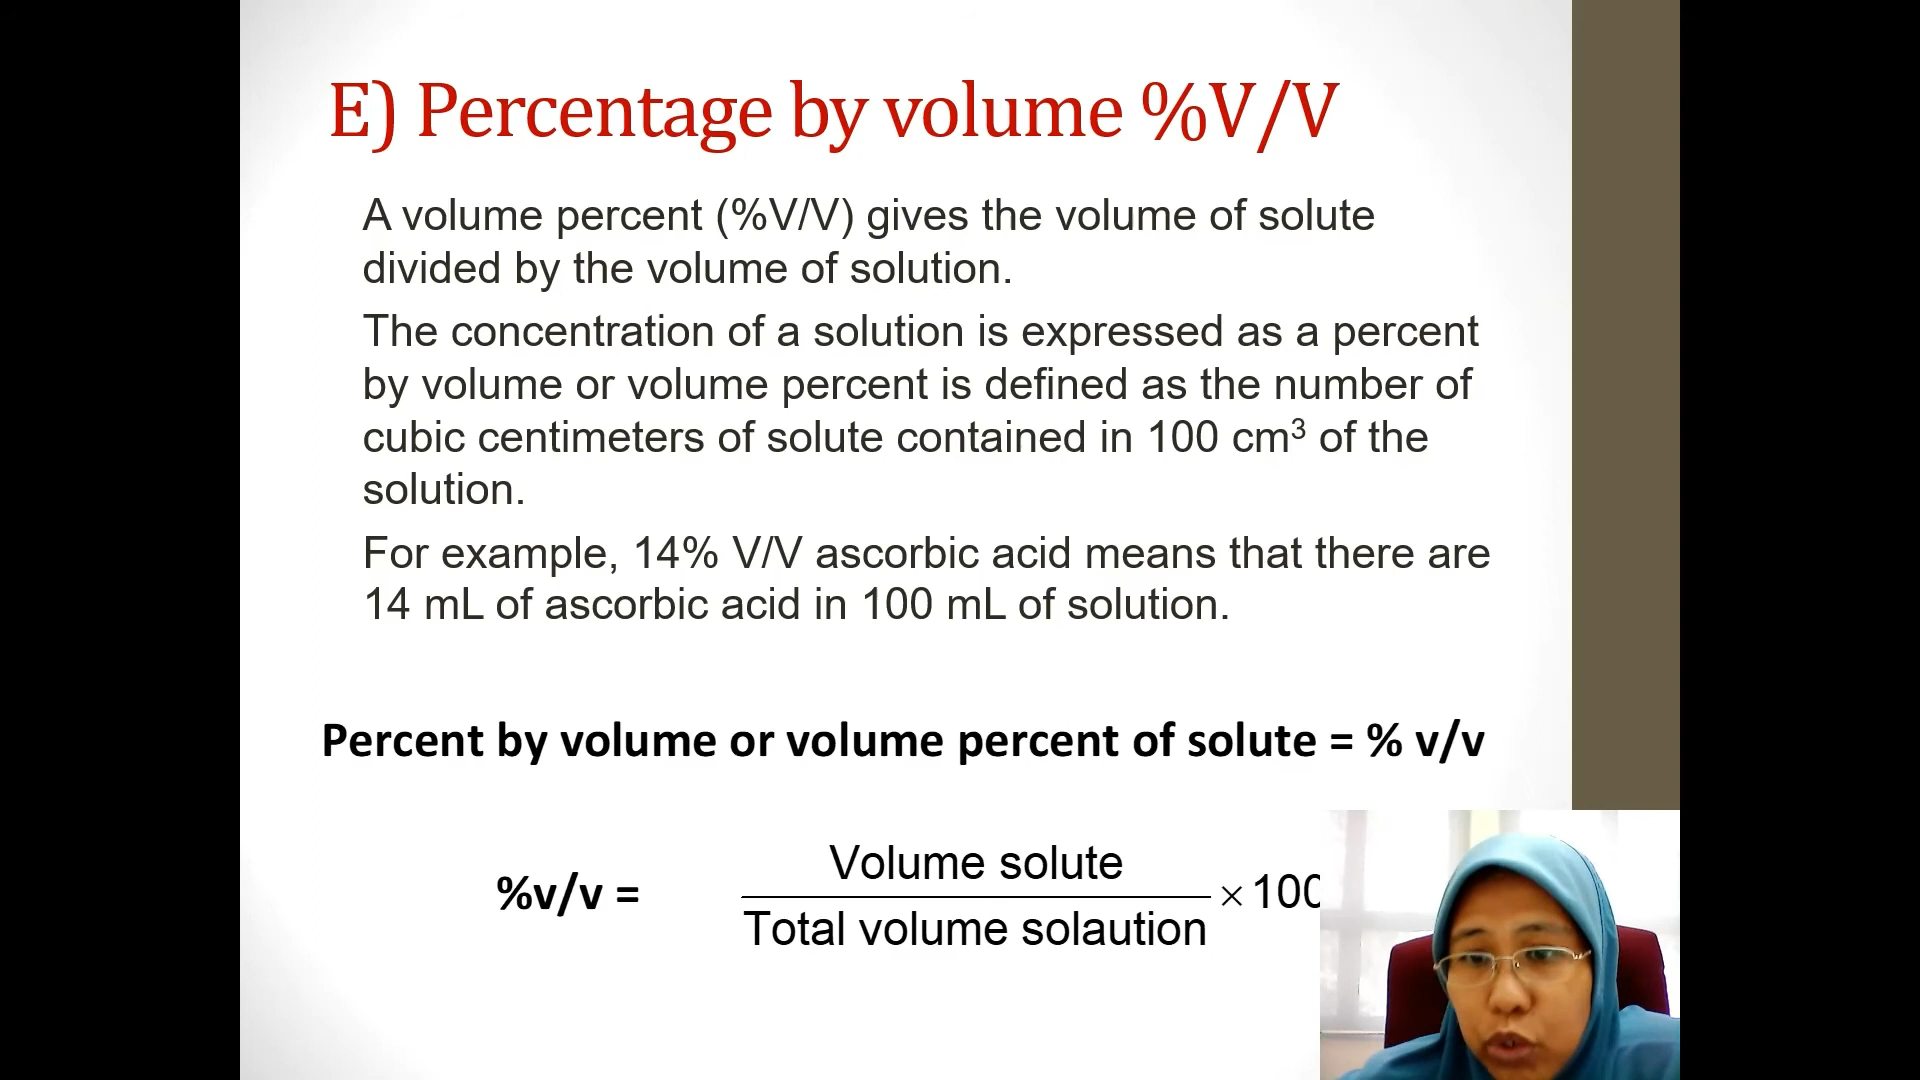 E) Percentage by volume %V/V
A volume percent (%V/V) gives the volume of solute
divided by the volume of solution.
The concentration of a solution is expressed as a percent
by volume or volume percent is defined as the number of
cubic centimeters of solute contained in 100 cm³ of the
solution.
For example, 14% V/V ascorbic acid means that there are
14 mL of ascorbic acid in 100 mL of solution.
Percent by volume or volume percent of solute = % v/v
Volume solute
%v/v = × 100
Total volume solaution